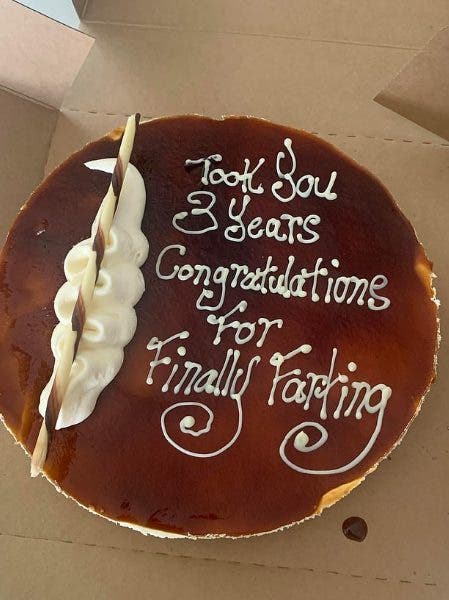 Took You
3 Years
Congratulations
For
Finally Farting